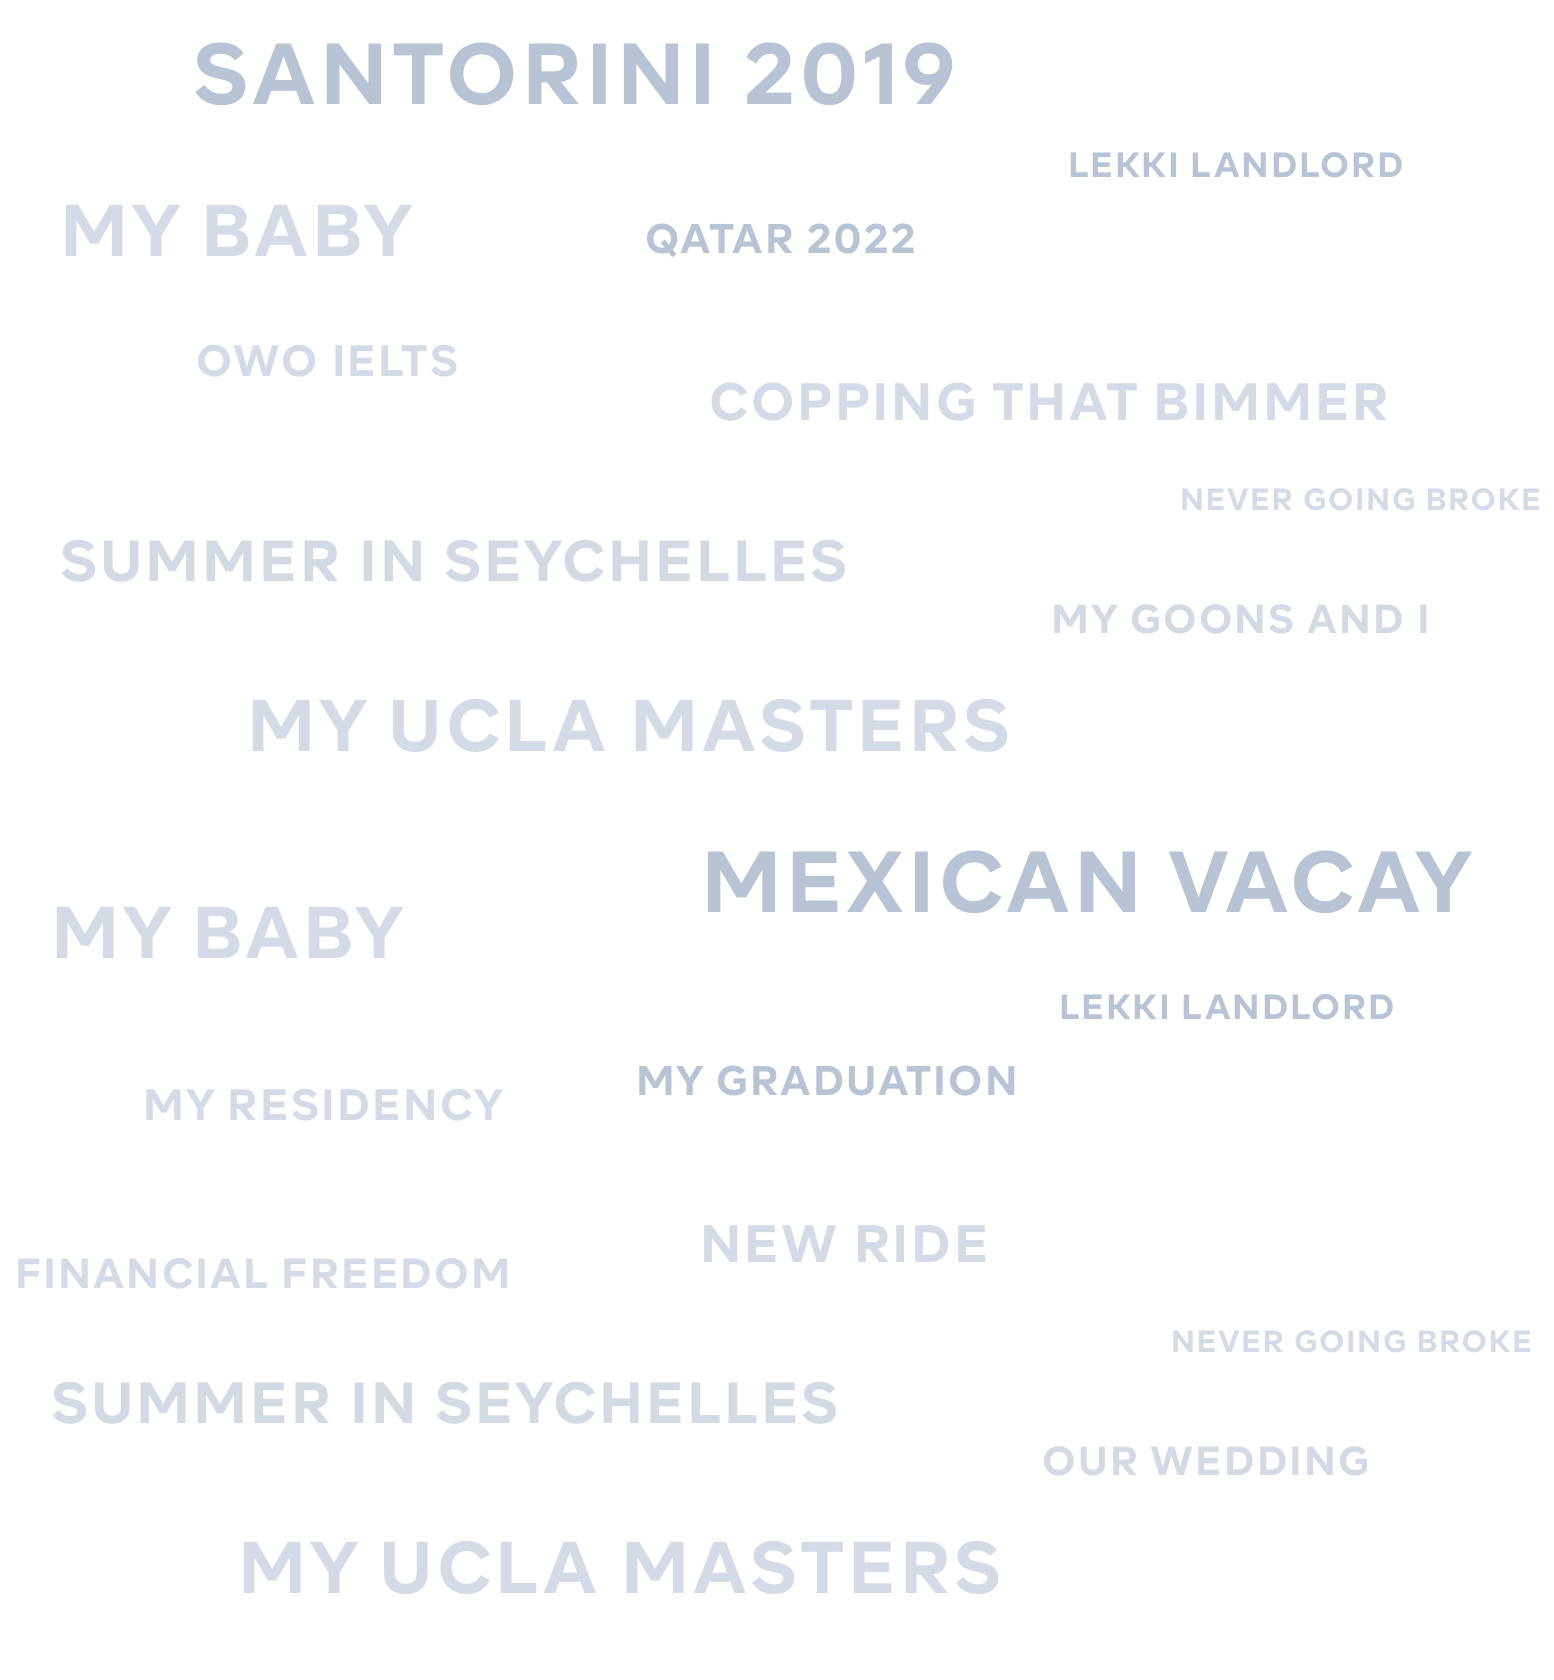 SANTORINI 2019
LEKKI LANDLORD
MY BABY
QATAR 2022
OWO IELTS
COPPING THAT BIMMER
NEVER GOING BROKE
SUMMER IN SEYCHELLES
MY GOONS AND I
MY UCLA MASTERS
MEXICAN VACAY
MY BABY
LEKKI LANDLORD
MY GRADUATION
MY RESIDENCY
NEW RIDE
FINANCIAL FREEDOM
NEVER GOING BROKE
SUMMER IN SEYCHELLES
OUR WEDDING
MY UCLA MASTERS